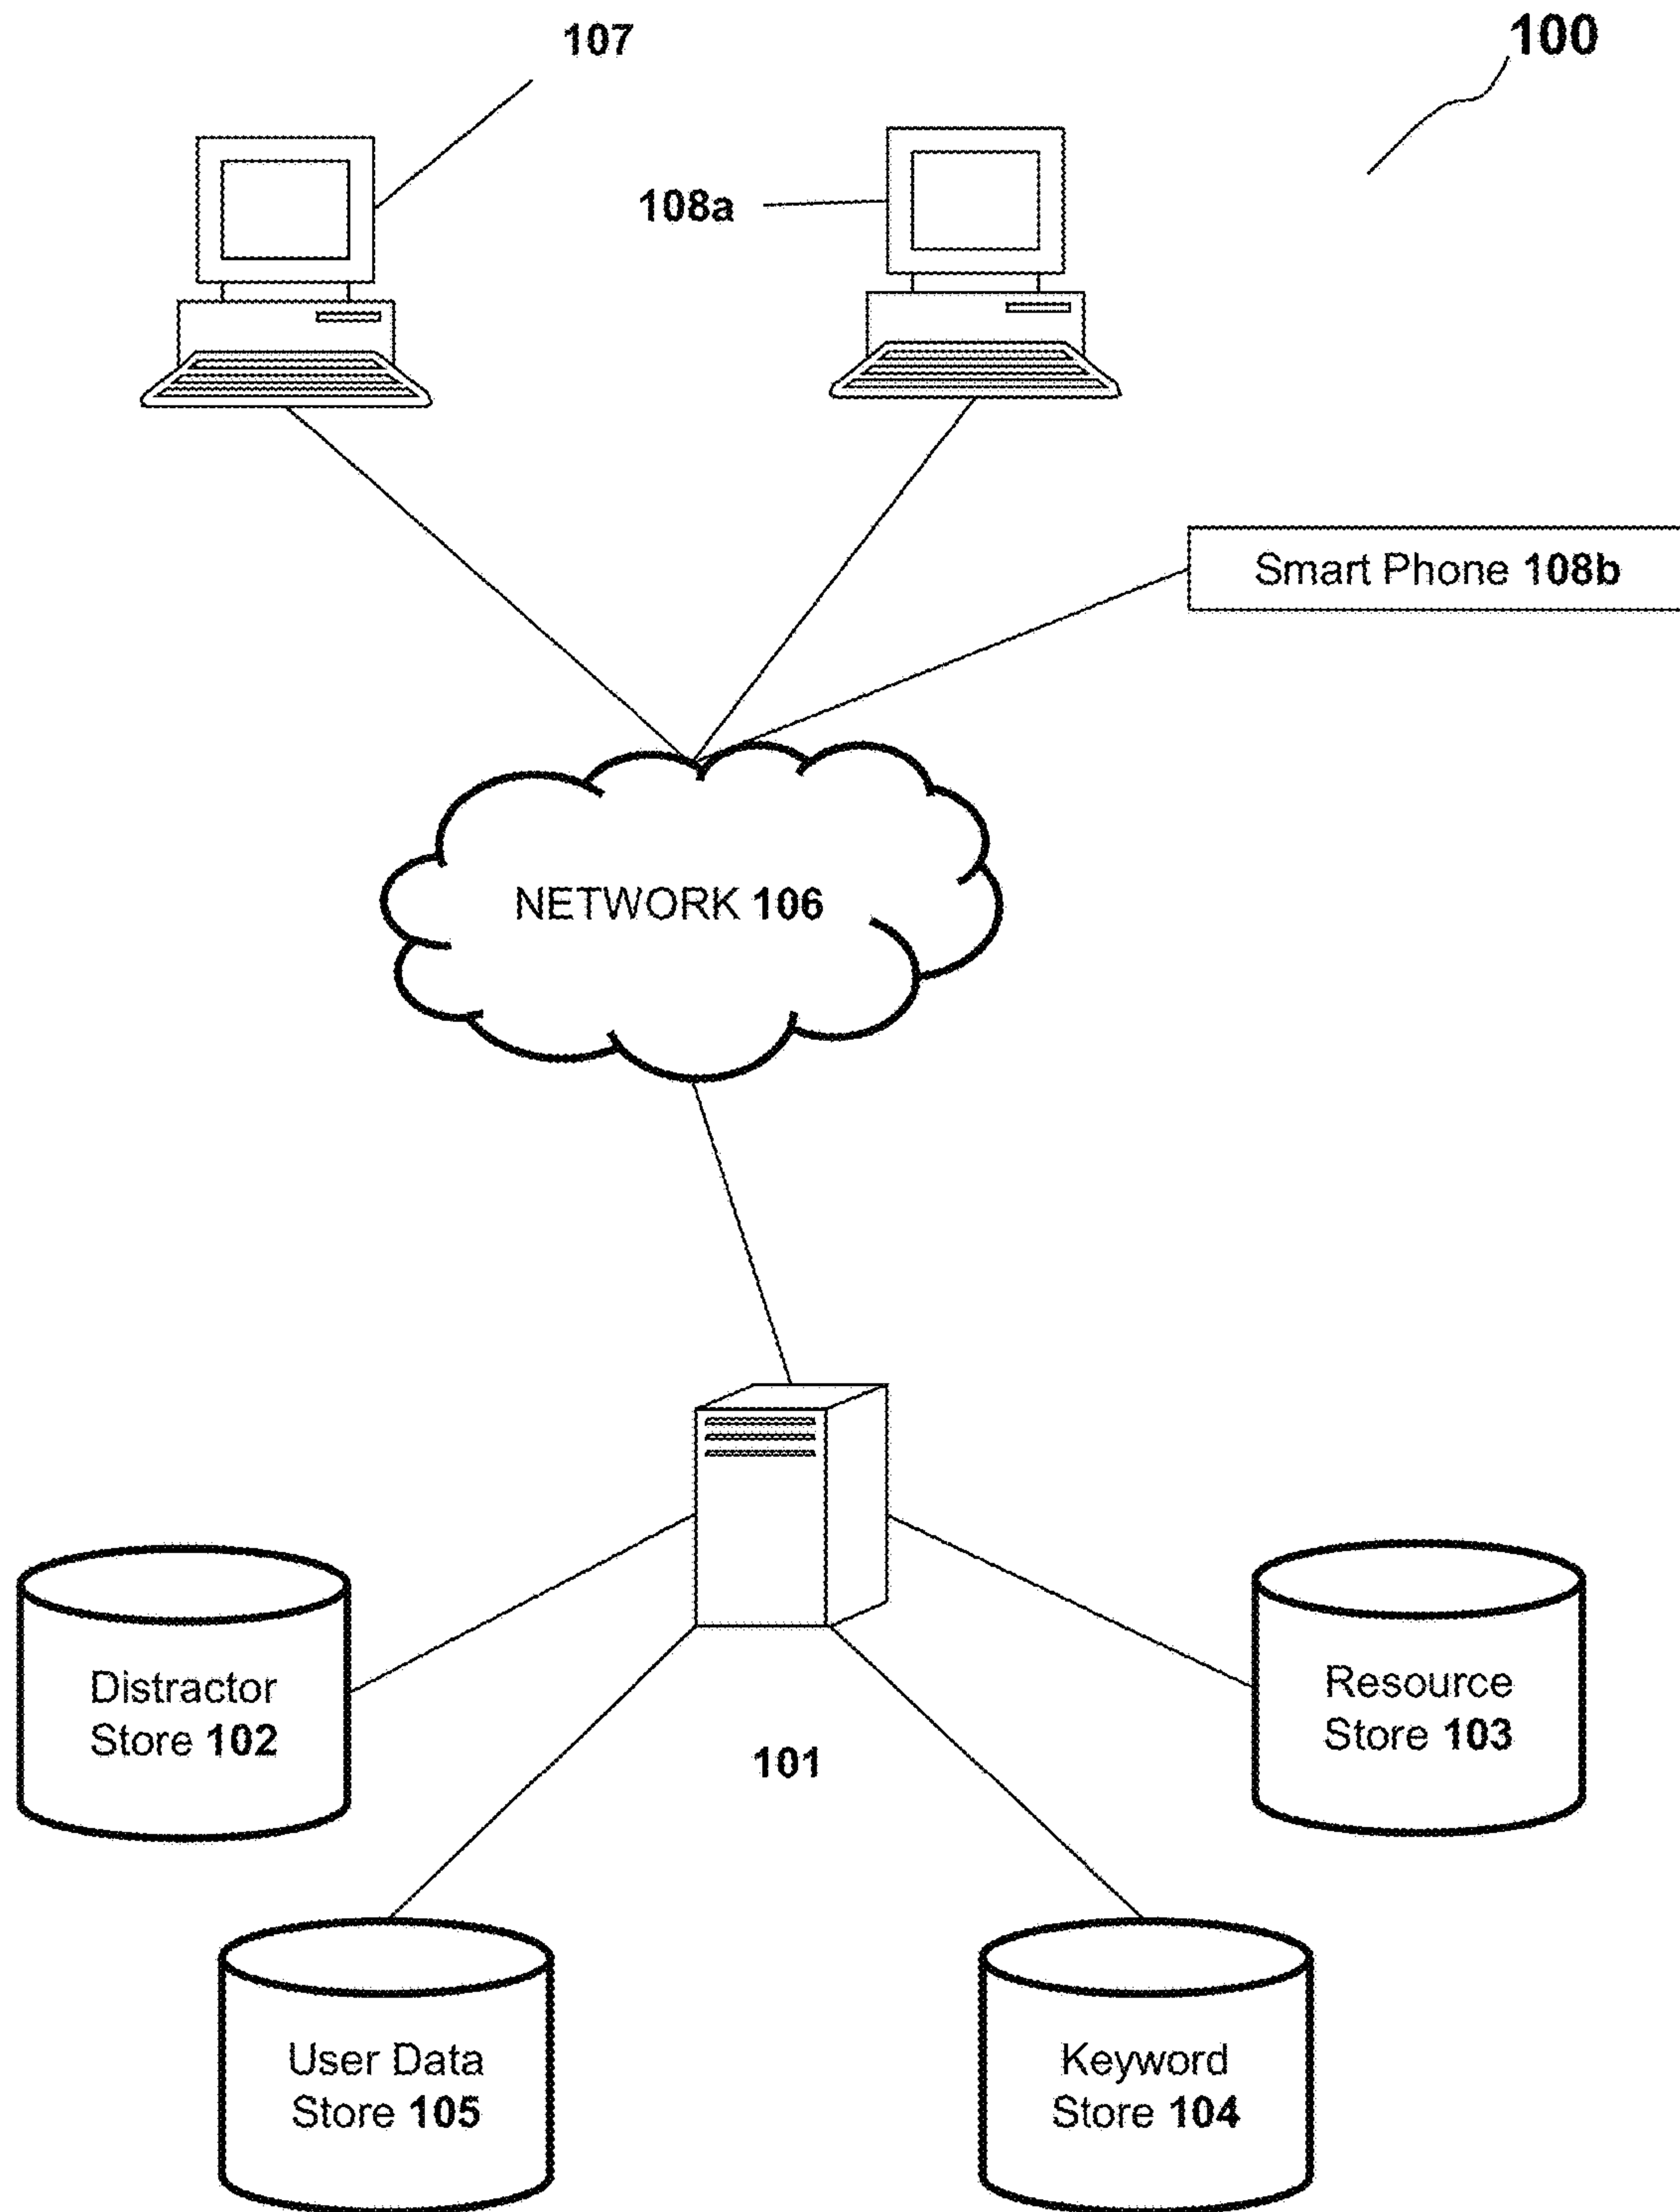 107
100
108a
Smart Phone 108b
NETWORK 106
Distractor
Store 102
Resource
Store 103
101
User Data
Store 105
Keyword
Store 104